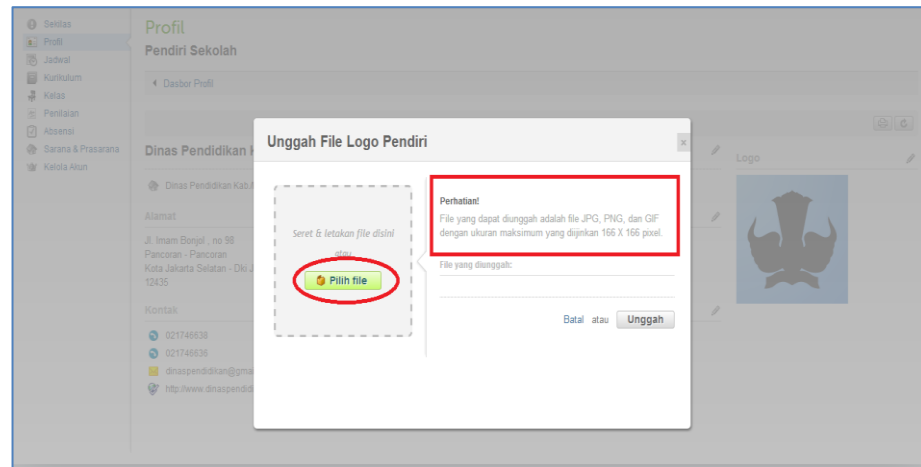 Sekilas
Profil
Jadwal
Kurikulum
Kelas
Penilaian
Absensi
Sarana & Prasarana
Kelola Akun
Profil
Pendiri Sekolah
Dasbor Profil
Dinas Pendidikan
Dinas Pendidikan Kab.
Alamat
Jl. Imam Bonjol , no 98
Pancoran - Pancoran
Kota Jakarta Selatan - Dki J
12435
Kontak
021746638
021746636
dinaspendidikan@gmai
http://www.dinaspendidi
Logo
Unggah File Logo Pendiri
x
Seret & letakan file disini
atau
Pilih file
Perhatian!
File yang dapat diunggah adalah file JPG, PNG, dan GIF
dengan ukuran maksimum yang diijinkan 166 X 166 pixel.
File yang diunggah:
Batal atau Unggah